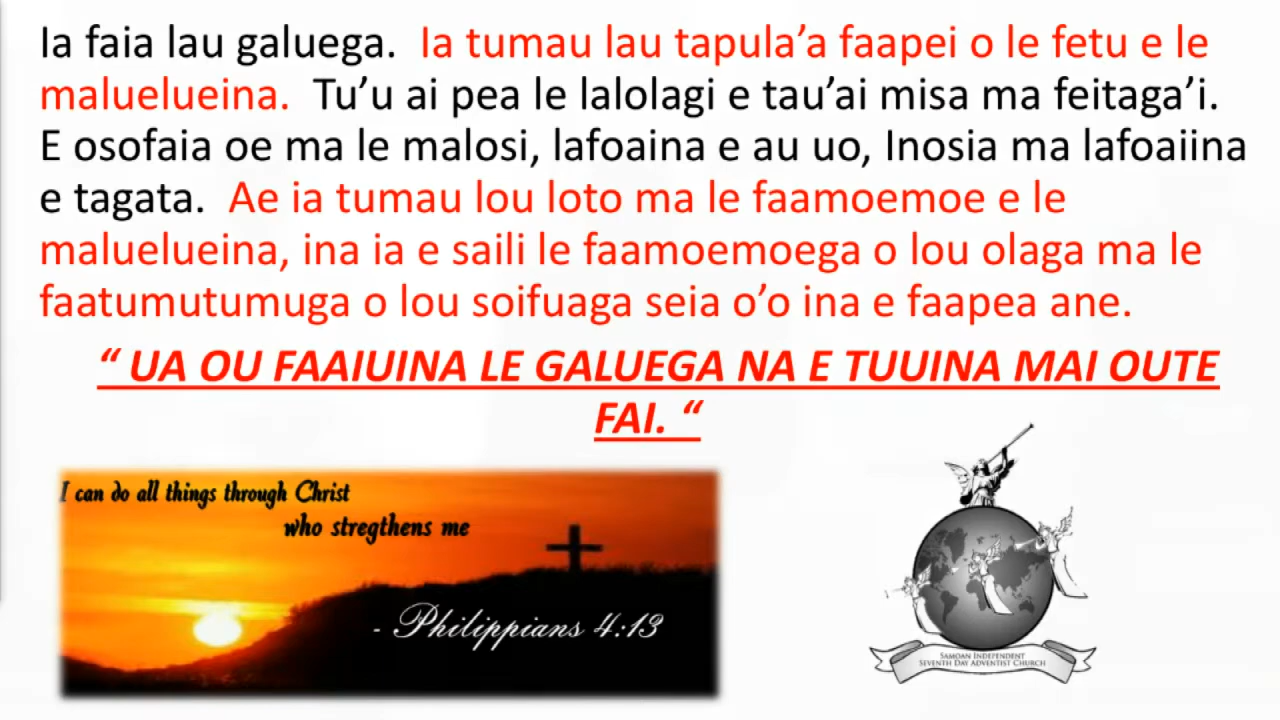 Ia faia lau galuega. Ia tumau lau tapula’a faapei o le fetu e le
maluelueina. Tu’u ai pea le lalolagi e tau’ai misa ma feitaga’i.
E osofaia oe ma le malosi, lafoaina e au uo, Inosia ma lafoaiina
e tagata. Ae ia tumau lou loto ma le faamoemoe e le
maluelueina, ina ia e saili le faamoemoega o lou olaga ma le
faatumutumuga o lou soifuaga seia o’o ina e faapea ane.
“ UA OU FAAIUINA LE GALUEGA NA E TUUINA MAI OUTE
FAI. “
I can do all things through Christ
who stregthens me
- Philippians 4:13
SAMOAN INDEPENDENT
SEVENTH DAY ADVENTIST CHURCH